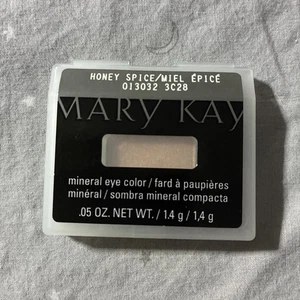 HONEY SPICE/MIEL ÉPICÉ
013032 3C28
MARY KAY
mineral eye color / fard à paupières
minéral / sombra mineral compacta
.05 OZ. NET WT. / 1.4 g / 1,4 g